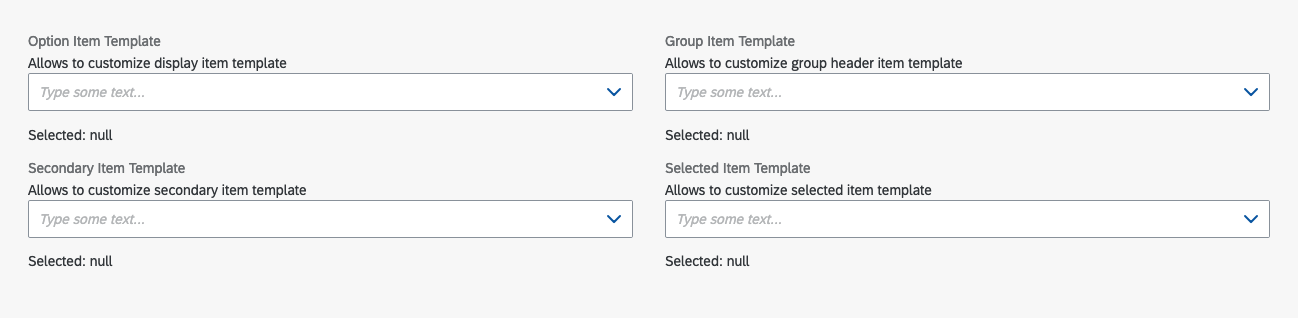 Option Item Template
Allows to customize display item template
Type some text...
Selected: null
Group Item Template
Allows to customize group header item template
Type some text...
Selected: null
Secondary Item Template
Allows to customize secondary item template
Type some text...
Selected: null
Selected Item Template
Allows to customize selected item template
Type some text...
Selected: null